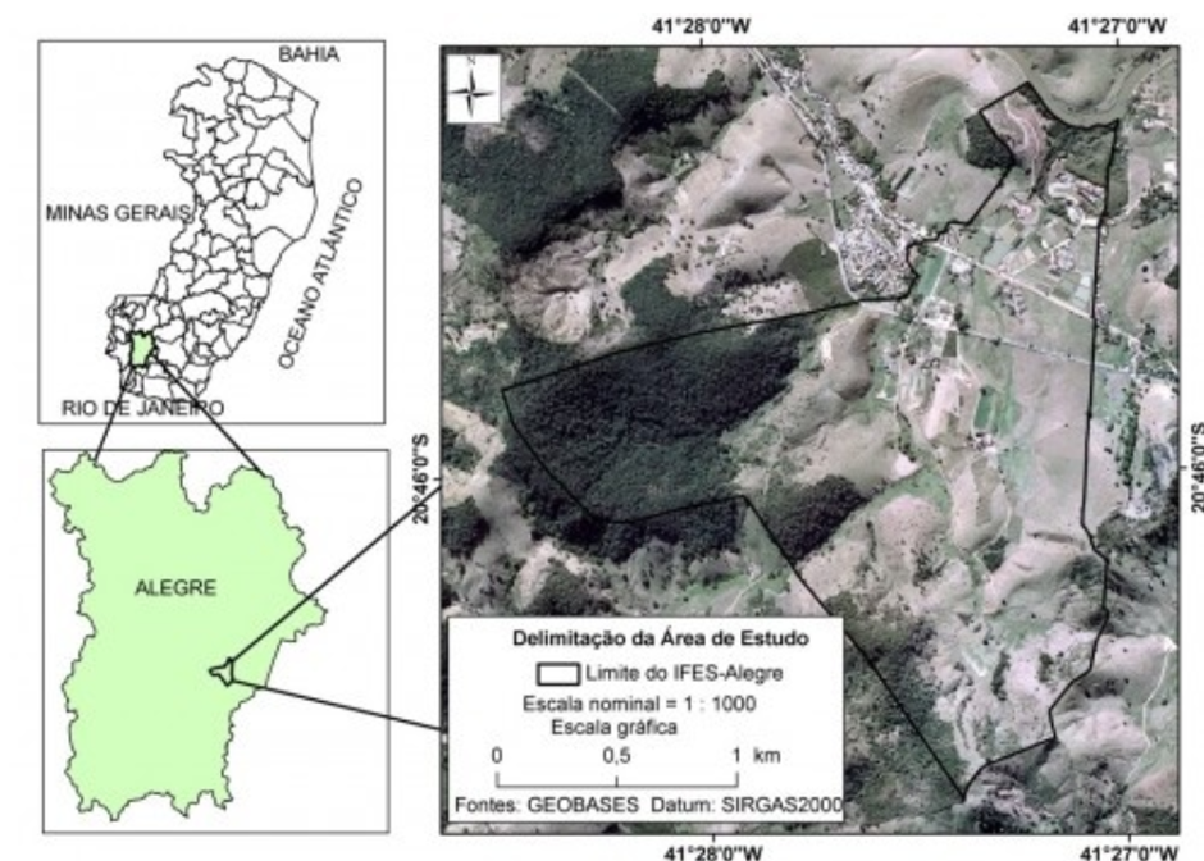 BAHIA
MINAS GERAIS
OCEANO ATLÂNTICO
RIO DE JANEIRO
ALEGRE
41°28'0"W
41°27'0"W
N
20°46'0"S
20°46'0"S
Delimitação da Área de Estudo
Limite do IFES-Alegre
Escala nominal = 1 : 1000
Escala gráfica
0 0,5 1 km
Fontes: GEOBASES Datum: SIRGAS2000
41°28'0"W
41°27'0"W